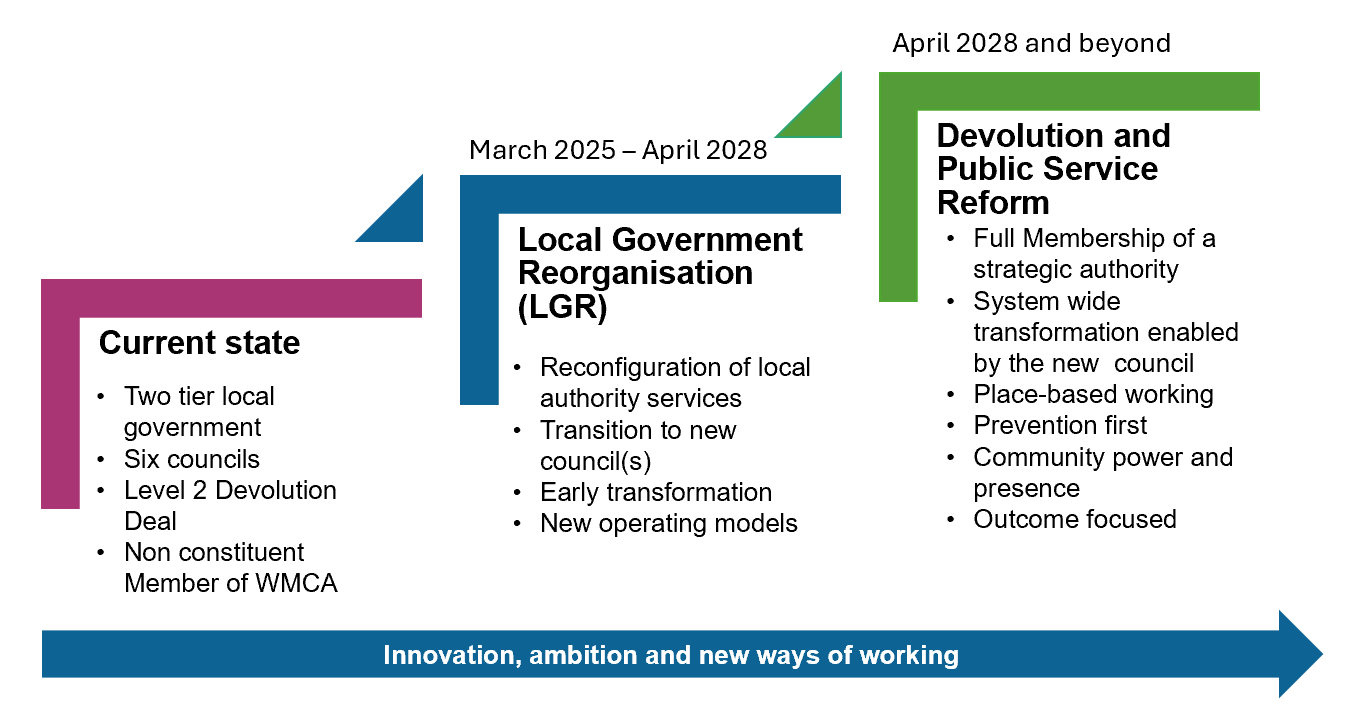 Current state
• Two tier local
government
• Six councils
• Level 2 Devolution
Deal
• Non constituent
Member of WMCA
March 2025 – April 2028
Local Government
Reorganisation
(LGR)
• Reconfiguration of local
authority services
• Transition to new
council(s)
• Early transformation
• New operating models
April 2028 and beyond
Devolution and
Public Service
Reform
• Full Membership of a
strategic authority
• System wide
transformation enabled
by the new  council
• Place-based working
• Prevention first
• Community power and
presence
• Outcome focused
Innovation, ambition and new ways of working